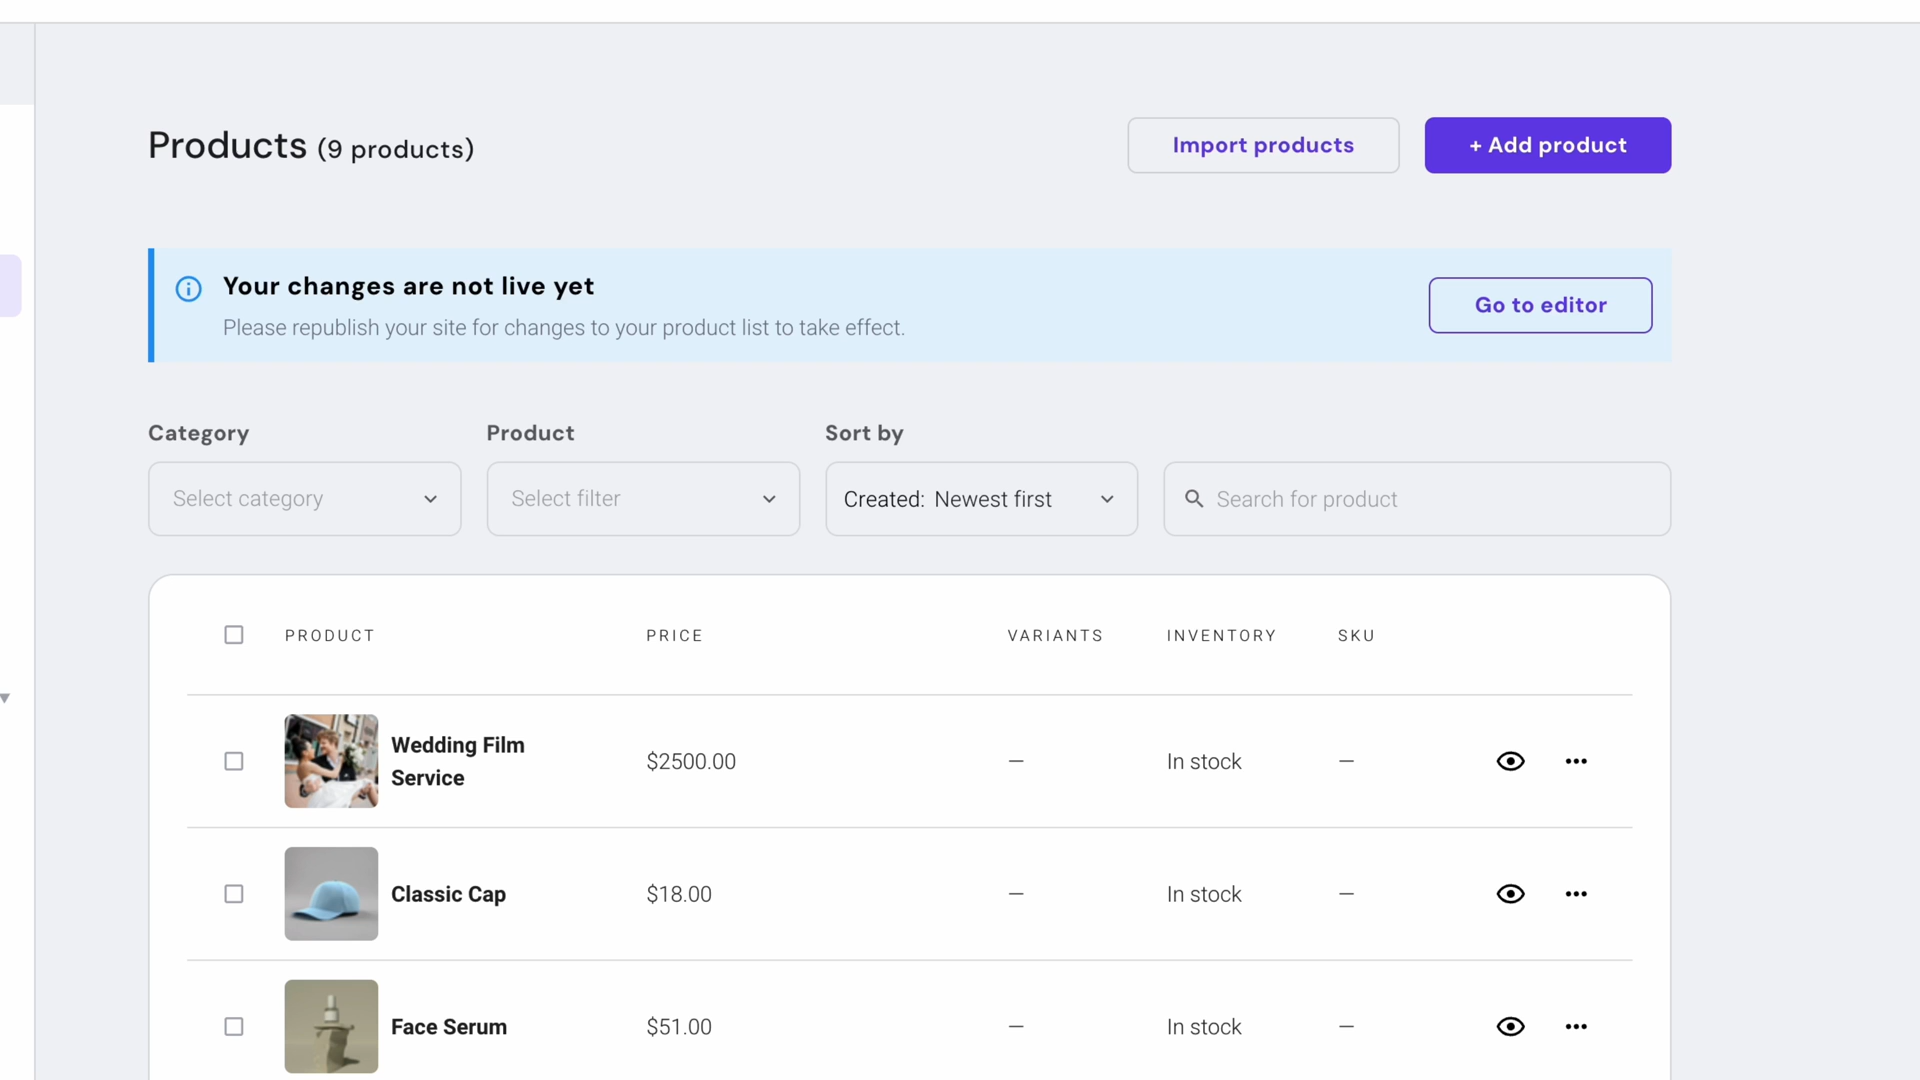 Products (9 products)
Import products
+ Add product
Your changes are not live yet
Please republish your site for changes to your product list to take effect.
Go to editor
Category
Product
Sort by
Select category
Select filter
Created: Newest first
Search for product
PRODUCT
PRICE
VARIANTS
INVENTORY
SKU
Wedding Film
Service
$2500.00
—
In stock
—
Classic Cap
$18.00
—
In stock
—
Face Serum
$51.00
—
In stock
—